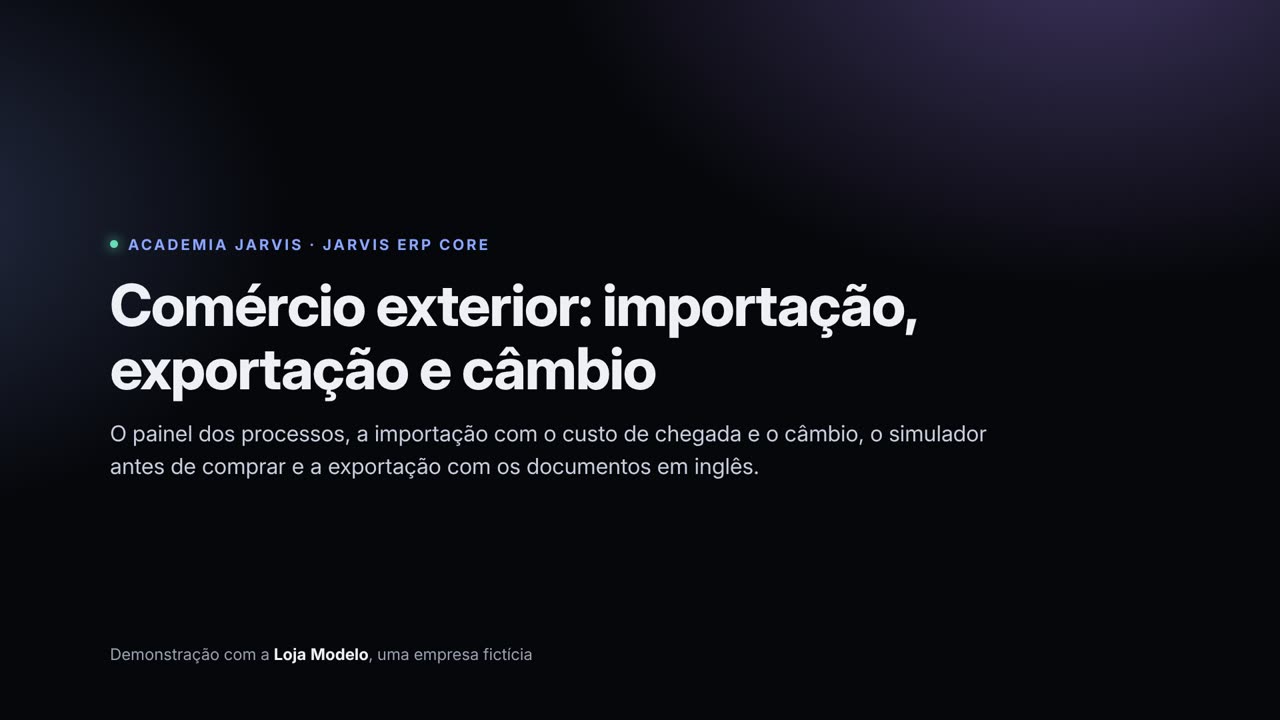 ACADEMIA JARVIS · JARVIS ERP CORE
Comércio exterior: importação,
exportação e câmbio
O painel dos processos, a importação com o custo de chegada e o câmbio, o simulador
antes de comprar e a exportação com os documentos em inglês.
Demonstração com a Loja Modelo, uma empresa fictícia